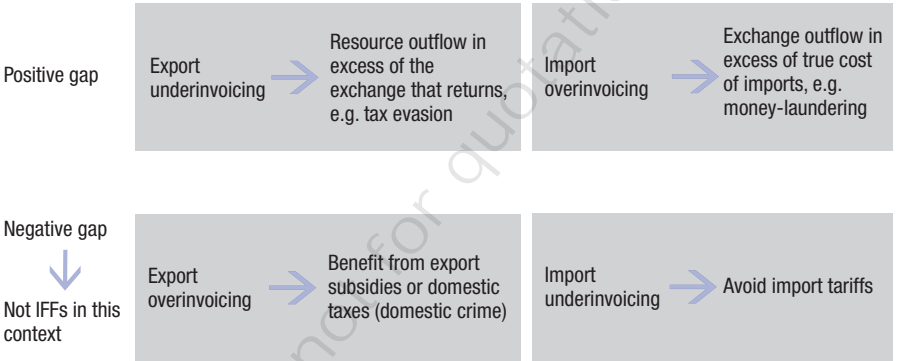 Positive gap
Export
underinvoicing
Resource outflow in
excess of the
exchange that returns,
e.g. tax evasion
Import
overinvoicing
Exchange outflow in
excess of true cost
of imports, e.g.
money-laundering
Negative gap
Not IFFs in this
context
Export
overinvoicing
Benefit from export
subsidies or domestic
taxes (domestic crime)
Import
underinvoicing
Avoid import tariffs
not for